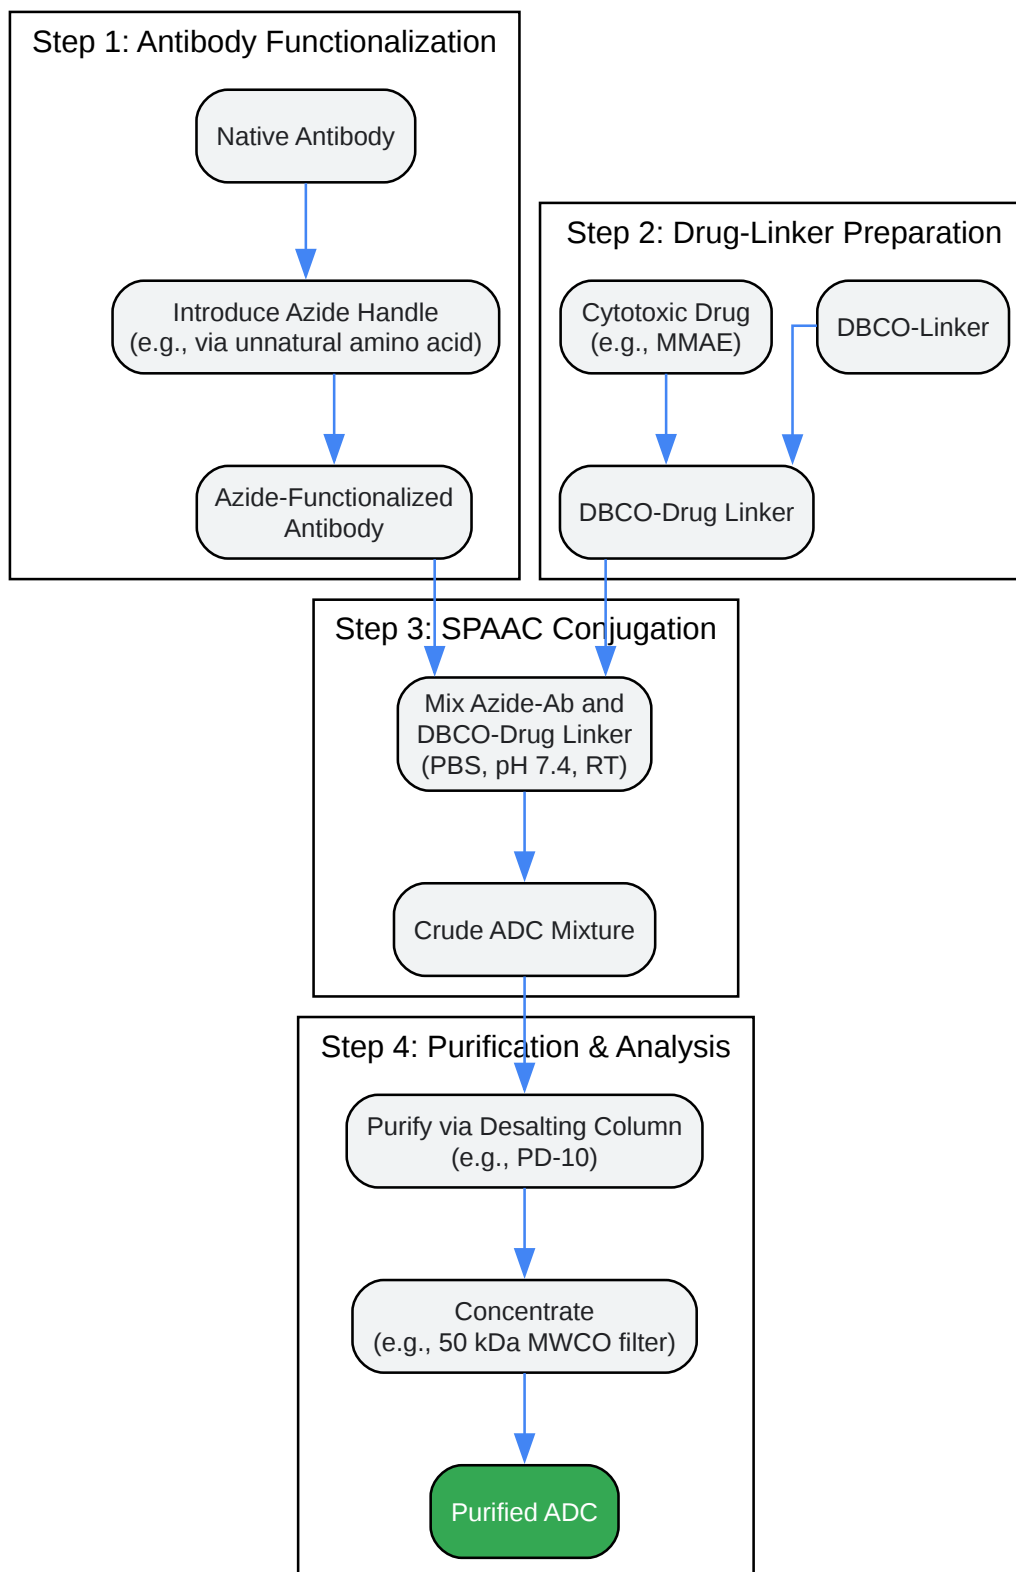 Step 1: Antibody Functionalization
Native Antibody
Introduce Azide Handle
(e.g., via unnatural amino acid)
Azide-Functionalized
Antibody
Step 2: Drug-Linker Preparation
Cytotoxic Drug
(e.g., MMAE)
DBCO-Linker
DBCO-Drug Linker
Step 3: SPAAC Conjugation
Mix Azide-Ab and
DBCO-Drug Linker
(PBS, pH 7.4, RT)
Crude ADC Mixture
Step 4: Purification & Analysis
Purify via Desalting Column
(e.g., PD-10)
Concentrate
(e.g., 50 kDa MWCO filter)
Purified ADC